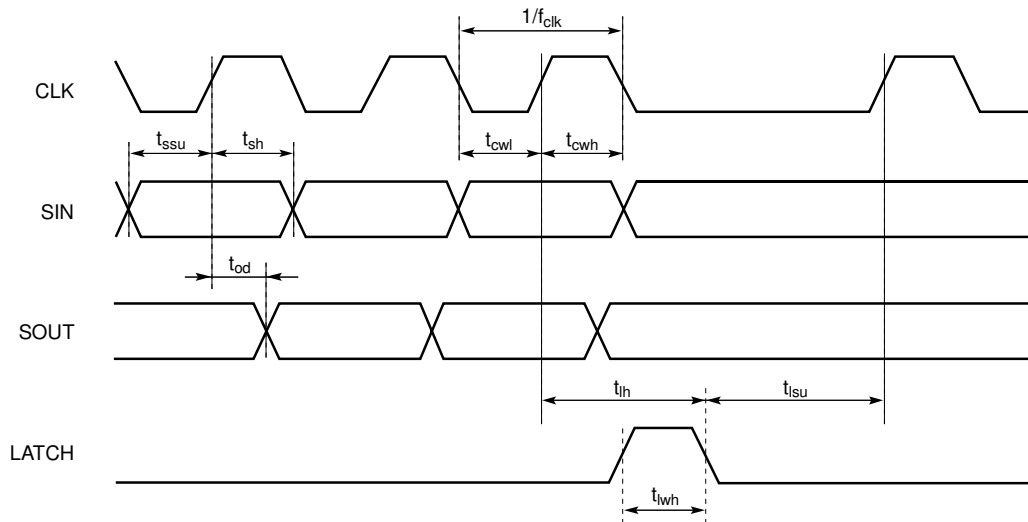 1/fclk
CLK
tssu
tsh
tcwl
tcwh
SIN
tod
SOUT
tlh
tlsu
LATCH
tlwh